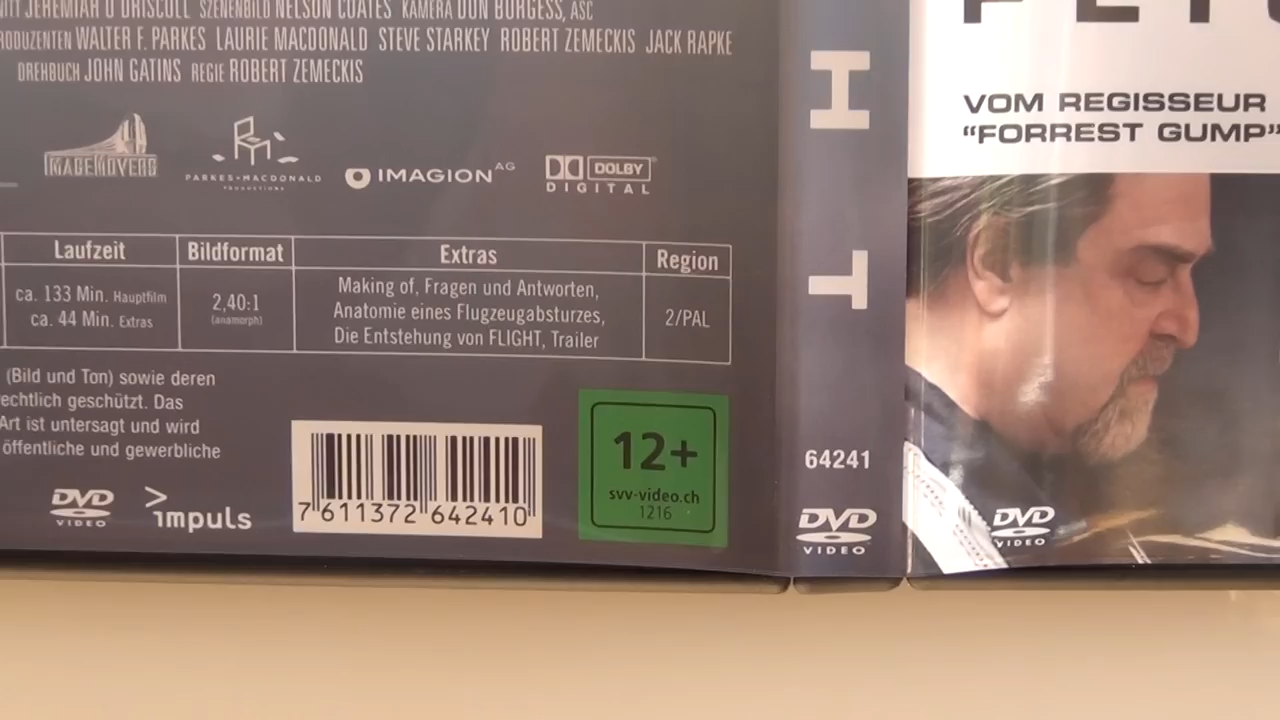 JEREMIAH O'DRISCOLL SZENENBILD NELSON COATES KAMERA DON BURGESS, ASC
WALTER F. PARKES LAURIE MACDONALD STEVE STARKEY ROBERT ZEMECKIS JACK RAPKE
DREHBUCH JOHN GATINS REGIE ROBERT ZEMECKIS
IMAGEMOVERS
PARKES+MACDONALD
PRODUCTIONS
IMAGION AG
DOLBY
DIGITAL
Laufzeit Bildformat Extras Region
ca. 133 Min. Hauptfilm
ca. 44 Min. Extras
2,40:1
(anamorph)
Making of, Fragen und Antworten,
Anatomie eines Flugzeugabsturzes,
Die Entstehung von FLIGHT, Trailer
2/PAL
(Bild und Ton) sowie deren
geschützt. Das
Art ist untersagt und wird
öffentliche und gewerbliche
DVD
VIDEO
impuls
7 611372 642410
12+
svv-video.ch
1216
H
T
64241
DVD
VIDEO
VOM REGISSEUR
“FORREST GUMP”
DVD
VIDEO